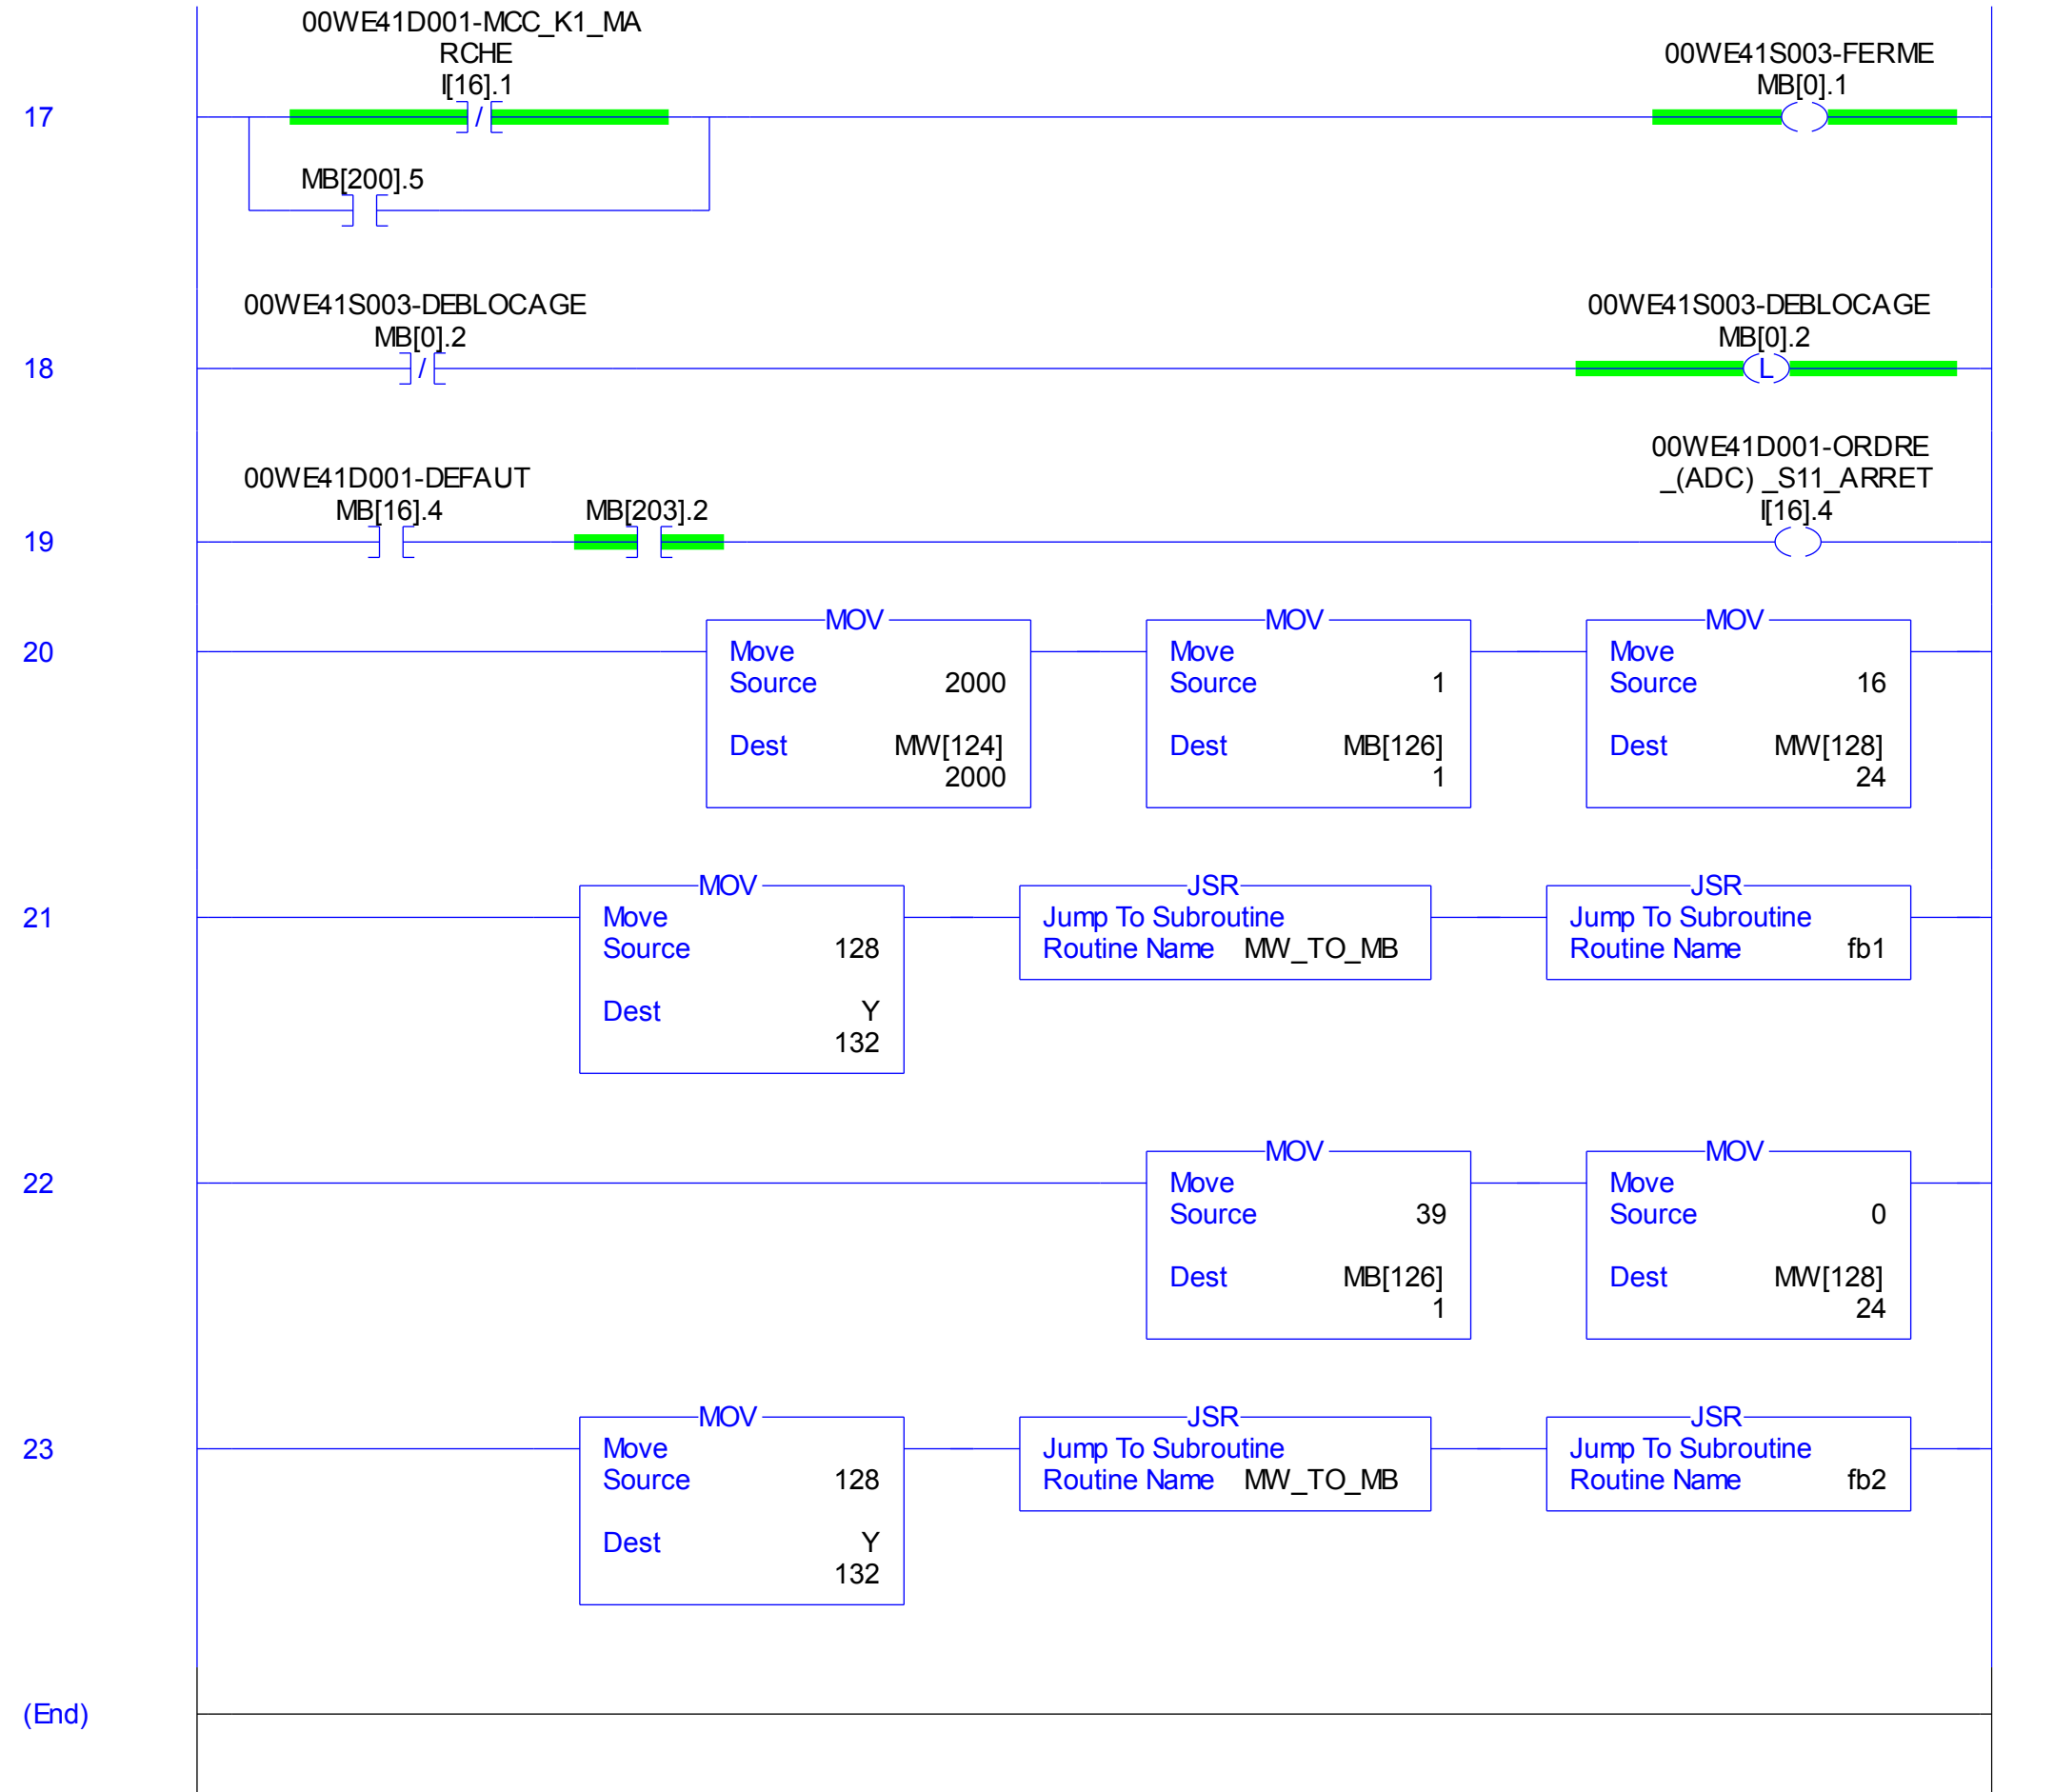 00WE41D001-MCC_K1_MA
RCHE
I[16].1
00WE41S003-FERME
MB[0].1
17
/
MB[200].5
00WE41S003-DEBLOCAGE
MB[0].2
00WE41S003-DEBLOCAGE
MB[0].2
18
/
L
00WE41D001-DEFAUT
MB[16].4
MB[203].2
00WE41D001-ORDRE
_(ADC) _S11_ARRET
I[16].4
19
20
MOV
Move
Source 2000
Dest MW[124]
2000
MOV
Move
Source 1
Dest MB[126]
1
MOV
Move
Source 16
Dest MW[128]
24
21
MOV
Move
Source 128
Dest Y
132
JSR
Jump To Subroutine
Routine Name MW_TO_MB
JSR
Jump To Subroutine
Routine Name fb1
22
MOV
Move
Source 39
Dest MB[126]
1
MOV
Move
Source 0
Dest MW[128]
24
23
MOV
Move
Source 128
Dest Y
132
JSR
Jump To Subroutine
Routine Name MW_TO_MB
JSR
Jump To Subroutine
Routine Name fb2
(End)